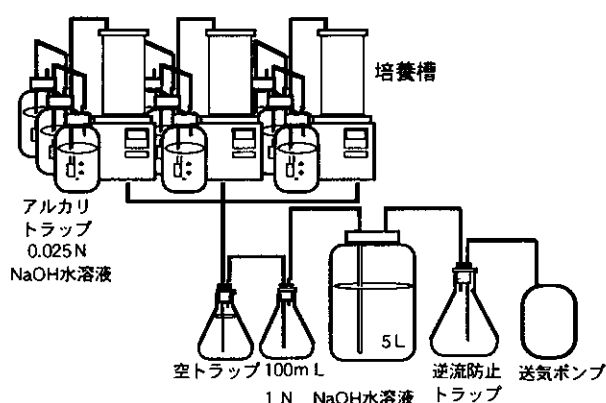 培養槽
アルカリ
トラップ
0.025N
NaOH水溶液
5L
空トラップ 100mL
逆流防止
トラップ
送気ポンプ
1N NaOH水溶液